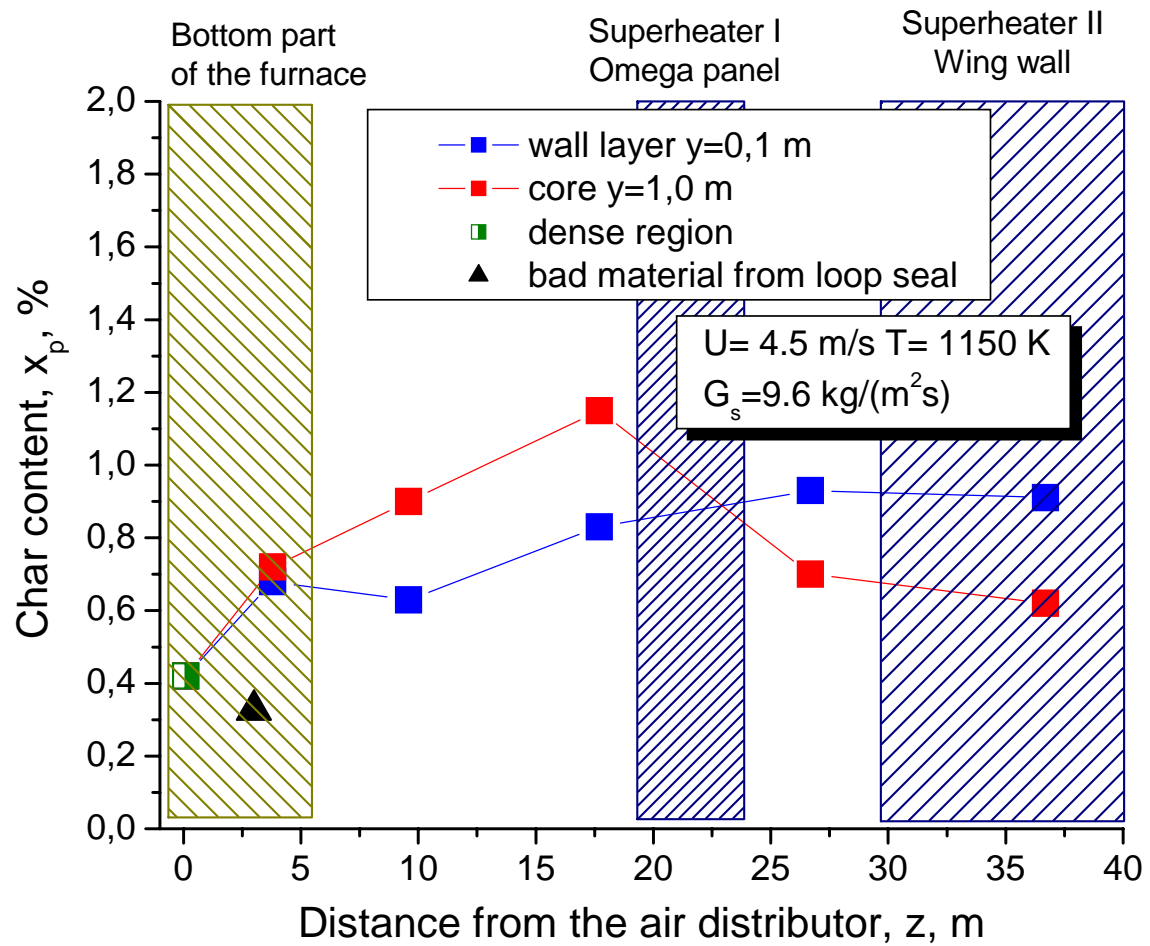 Bottom part
of the furnace
Superheater I
Omega panel
Superheater II
Wing wall
2,0
1,8
1,6
1,4
1,2
1,0
0,8
0,6
0,4
0,2
0,0
Char content, x_p, %
wall layer y=0,1 m
core y=1,0 m
dense region
bad material from loop seal
U= 4.5 m/s T= 1150 K
G_s=9.6 kg/(m²s)
0 5 10 15 20 25 30 35 40
Distance from the air distributor, z, m